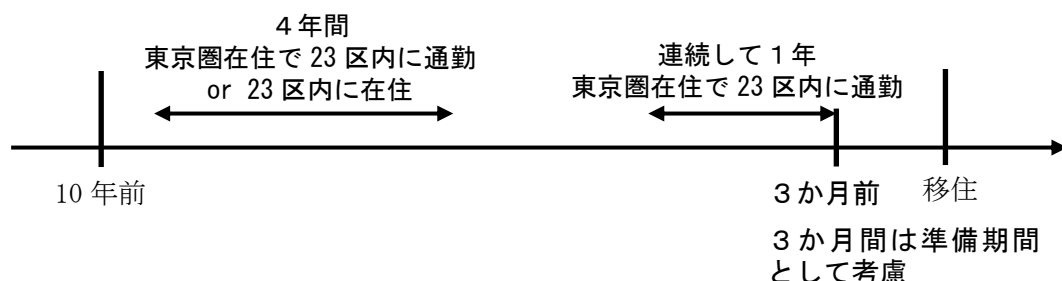 ４年間
東京圏在住で 23 区内に通勤
or 23 区内に在住
連続して１年
東京圏在住で 23 区内に通勤
10 年前
３か月前
移住
３か月間は準備期間
として考慮